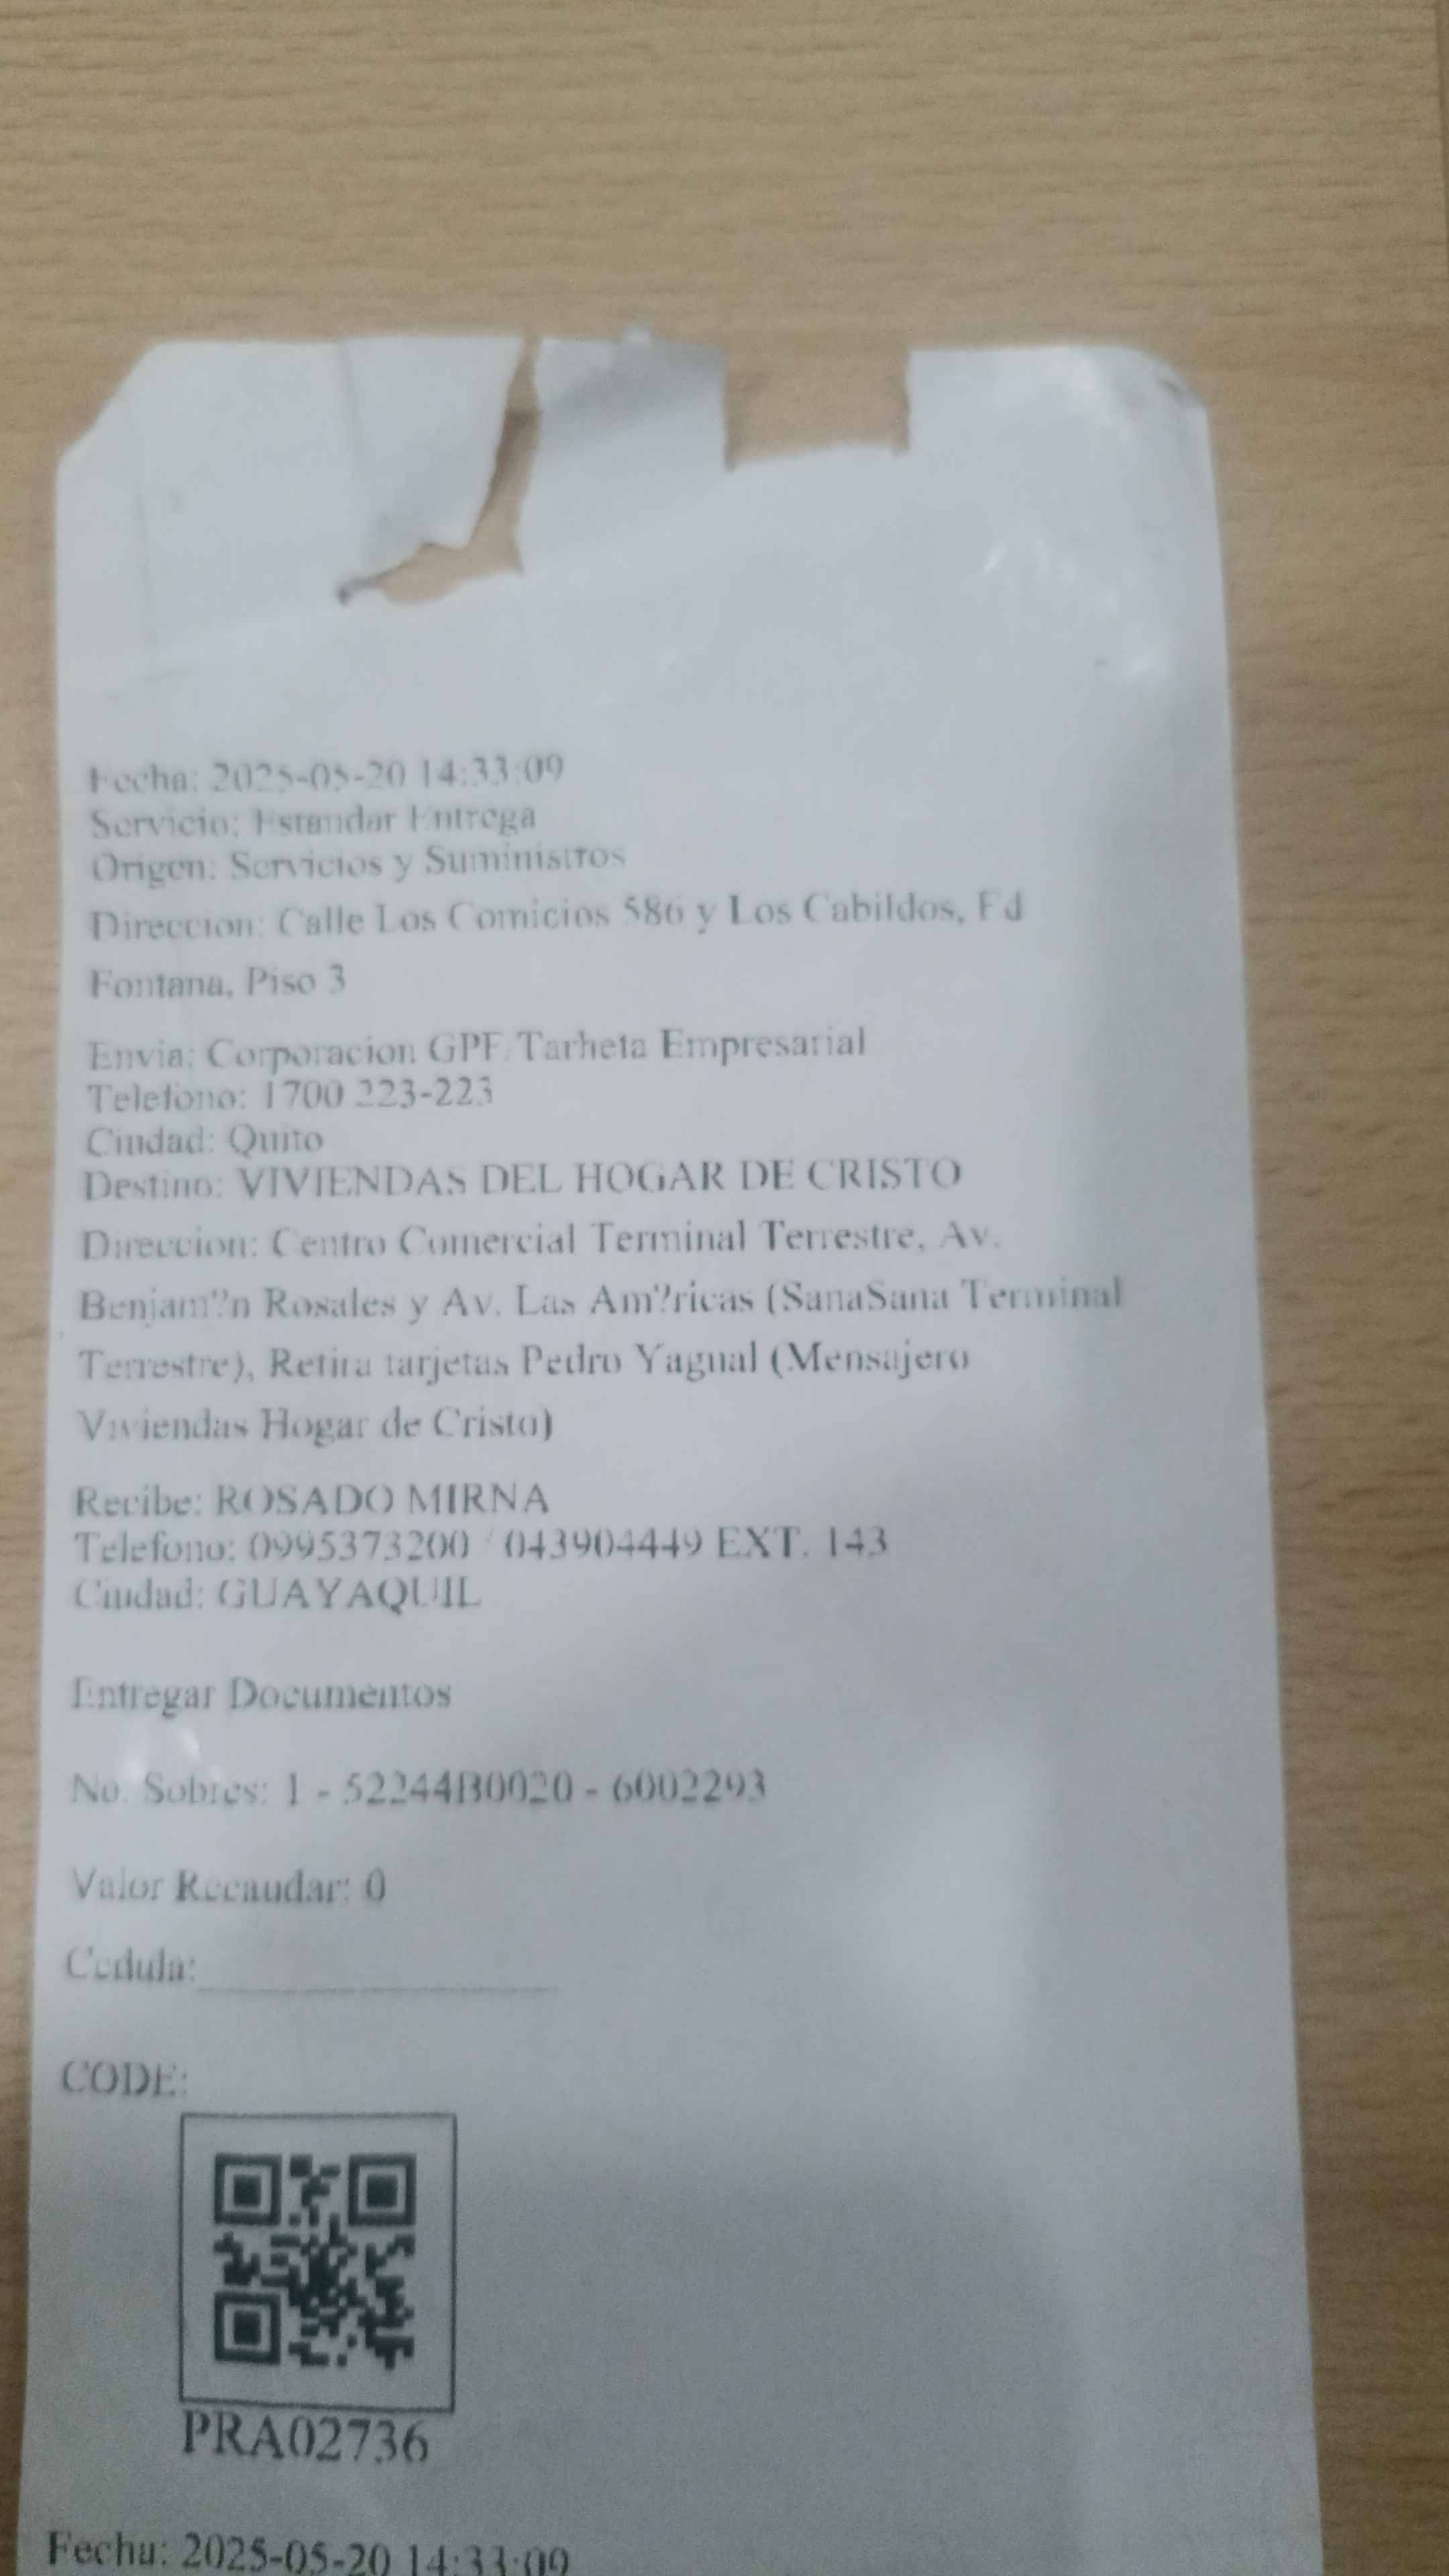 Fecha: 2025-05-20 14:33:09
Servicio: Estandar Entrega
Origen: Servicios y Suministros
Direccion: Calle Los Comicios 586 y Los Cabildos, Ed
Fontana, Piso 3
Envia: Corporacion GPF Tarheta Empresarial
Telefono: 1700 223-223
Ciudad: Quito
Destino: VIVIENDAS DEL HOGAR DE CRISTO
Direccion: Centro Comercial Terminal Terrestre, Av.
Benjam?n Rosales y Av. Las Am?ricas (SanaSana Terminal
Terrestre), Retira tarjetas Pedro Yagual (Mensajero
Viviendas Hogar de Cristo)
Recibe: ROSADO MIRNA
Telefono: 0995373200 / 043904449 EXT. 143
Ciudad: GUAYAQUIL
Entregar Documentos
No. Sobres: 1 - 52244B0020 - 6002293
Valor Recaudar: 0
Cedula:
CODE:
PRA02736
Fecha: 2025-05-20 14:33:09